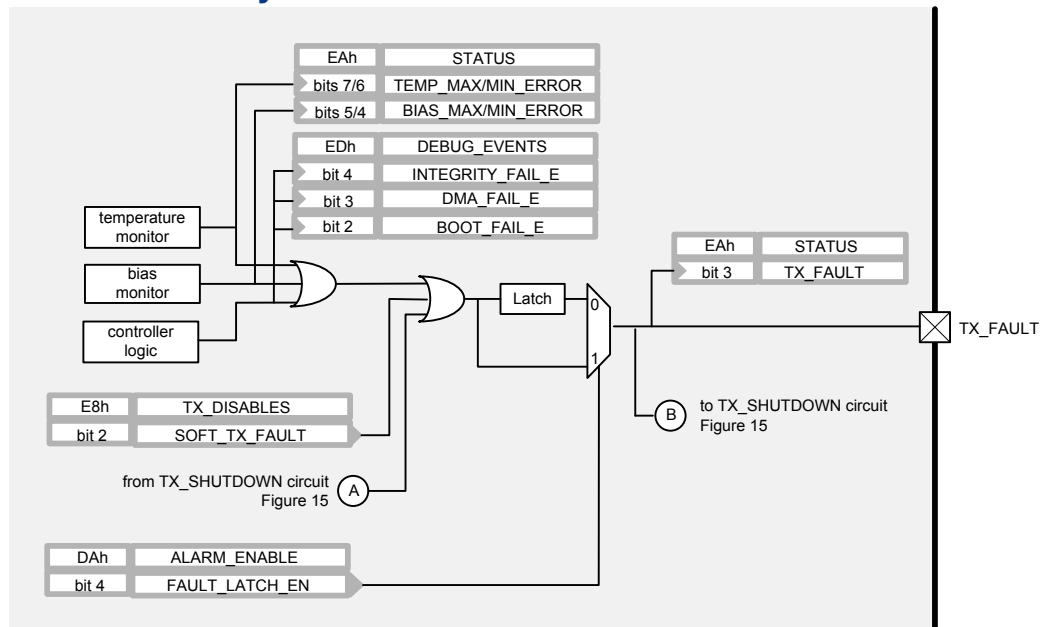 EAh STATUS
bits 7/6 TEMP_MAX/MIN_ERROR
bits 5/4 BIAS_MAX/MIN_ERROR
EDh DEBUG_EVENTS
bit 4 INTEGRITY_FAIL_E
bit 3 DMA_FAIL_E
bit 2 BOOT_FAIL_E
temperature
monitor
bias
monitor
controller
logic
Latch
0
1
EAh STATUS
bit 3 TX_FAULT
TX_FAULT
B
to TX_SHUTDOWN circuit
Figure 15
E8h TX_DISABLES
bit 2 SOFT_TX_FAULT
from TX_SHUTDOWN circuit
Figure 15
A
DAh ALARM_ENABLE
bit 4 FAULT_LATCH_EN